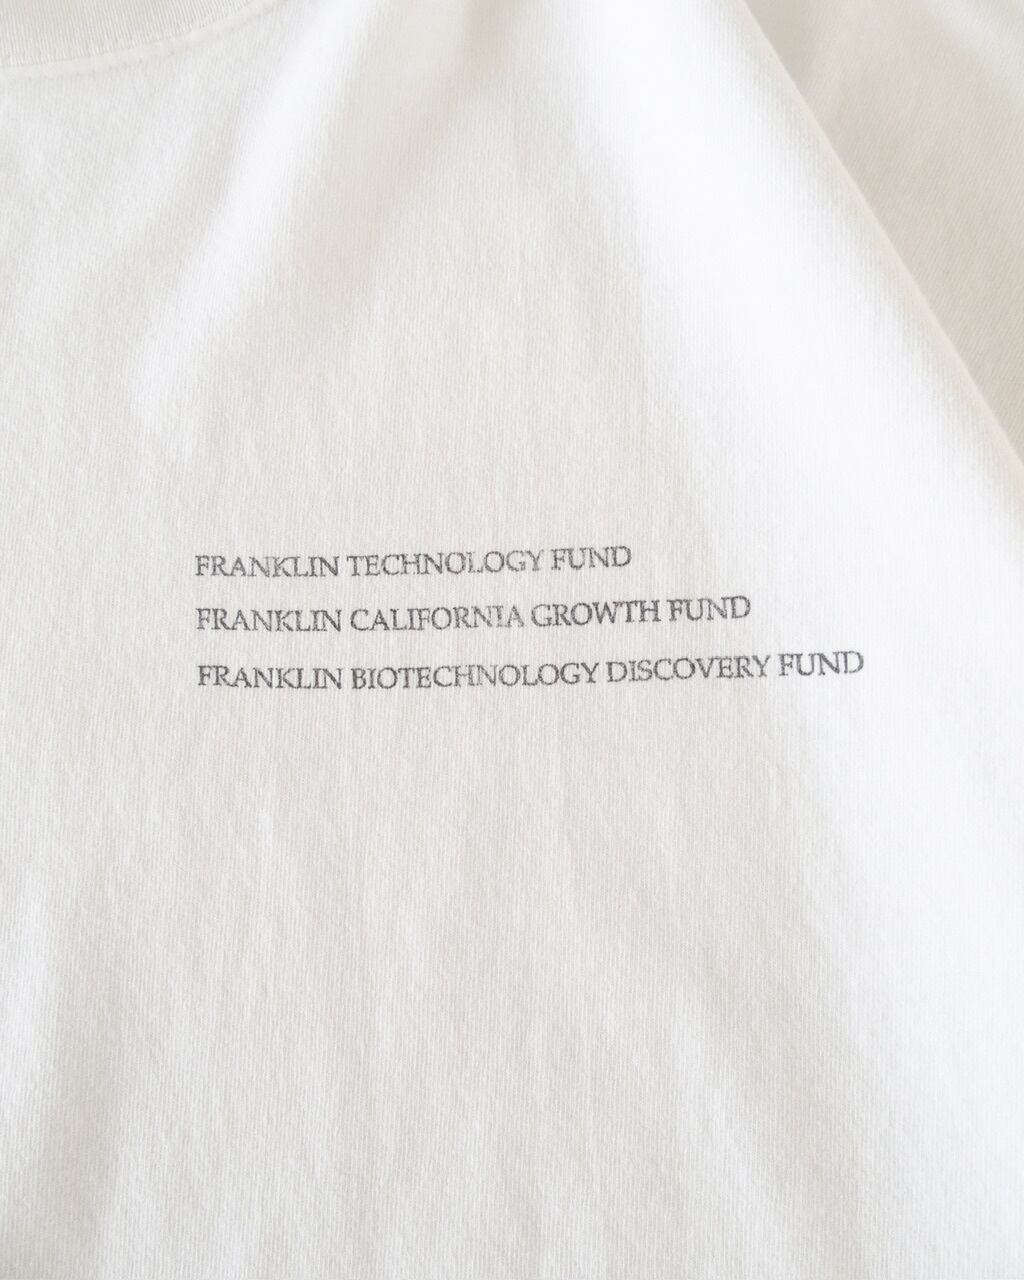 FRANKLIN TECHNOLOGY FUND
FRANKLIN CALIFORNIA GROWTH FUND
FRANKLIN BIOTECHNOLOGY DISCOVERY FUND